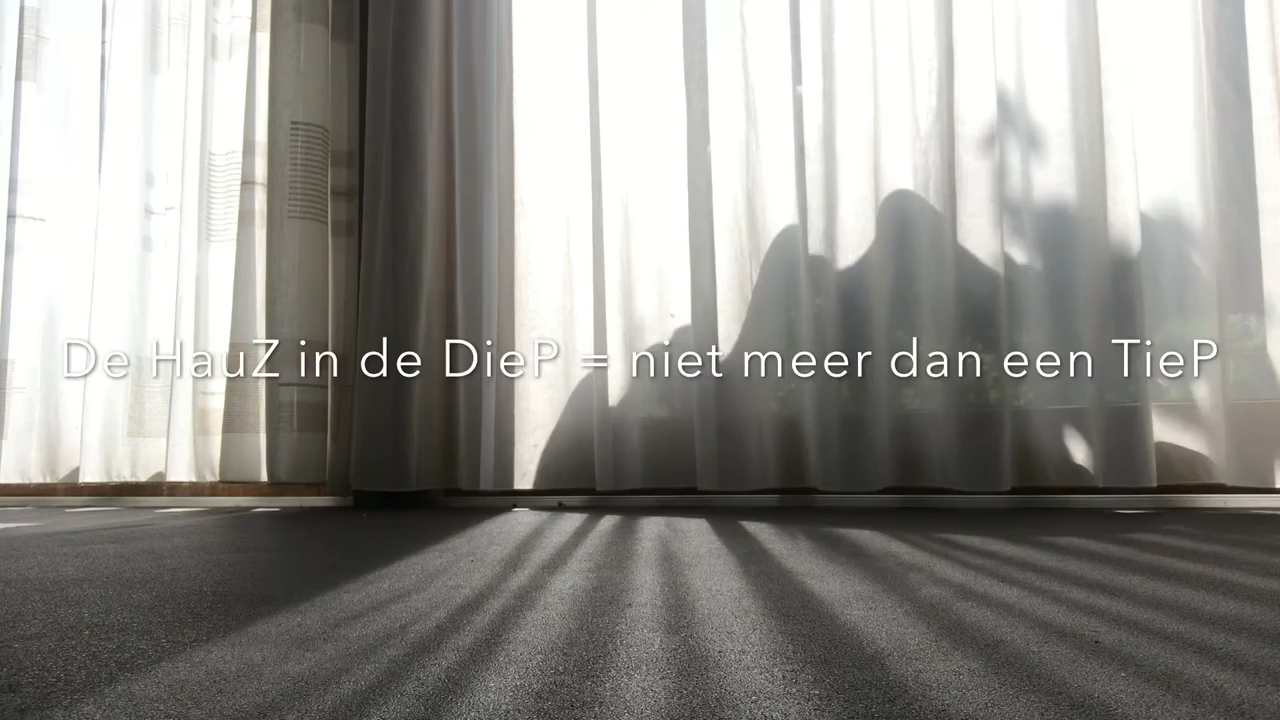 De HauZ in de DieP = niet meer dan een TieP